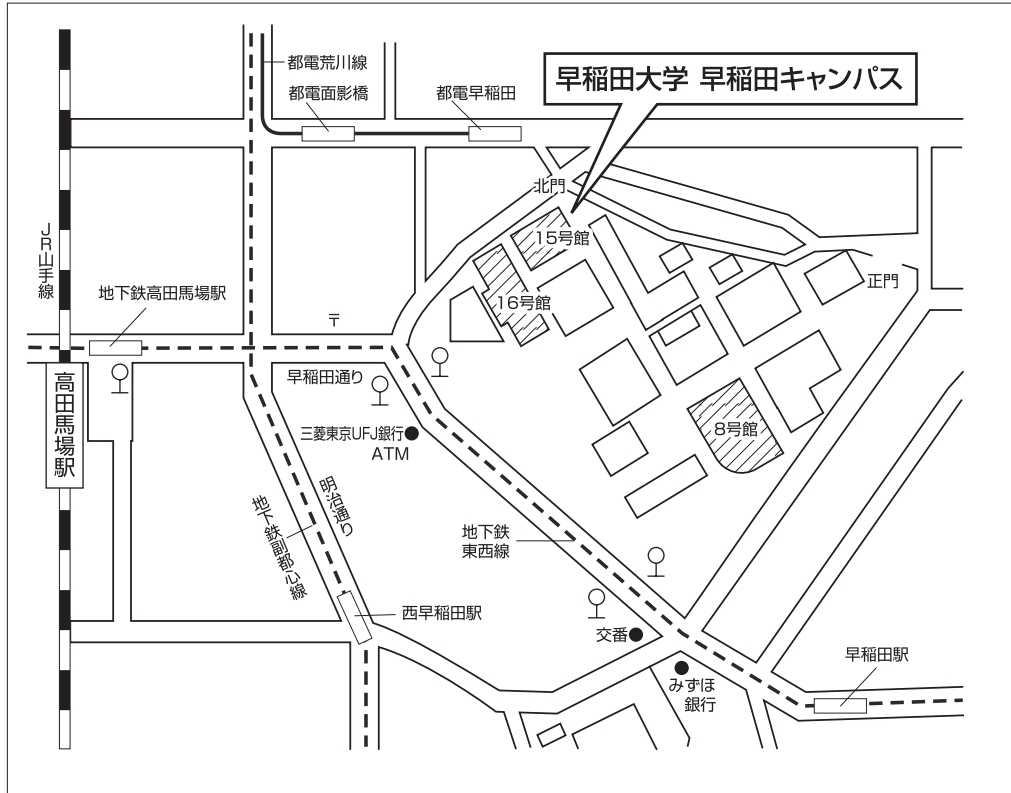 都電荒川線
都電面影橋
都電早稲田
早稲田大学 早稲田キャンパス
北門
15号館
16号館
正門
JR山手線
地下鉄高田馬場駅
〒
早稲田通り
高田馬場駅
三菱東京UFJ銀行
ATM
8号館
明治通り
地下鉄副都心線
地下鉄
東西線
西早稲田駅
交番
早稲田駅
みずほ
銀行